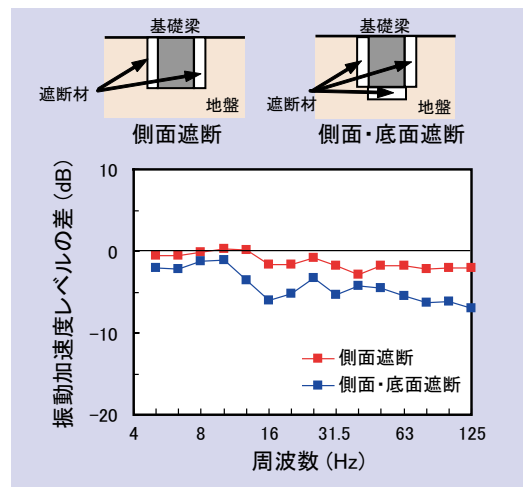 基礎梁
遮断材
地盤
側面遮断
基礎梁
遮断材
地盤
側面・底面遮断
振動加速度レベルの差 (dB)
10
0
-10
-20
側面遮断
側面・底面遮断
4 8 16 31.5 63 125
周波数 (Hz)